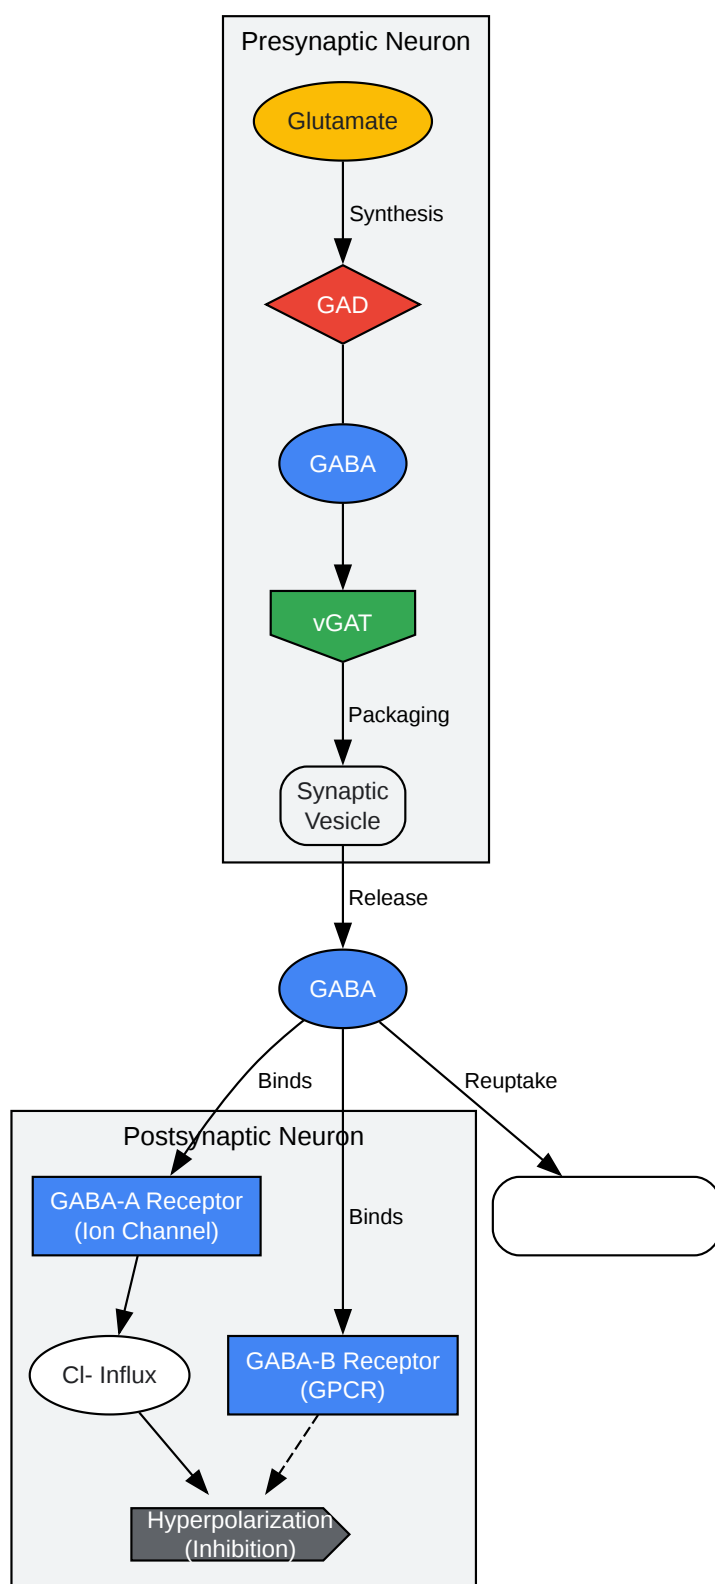 Presynaptic Neuron
Glutamate
Synthesis
GAD
GABA
vGAT
Packaging
Synaptic
Vesicle
Release
GABA
Binds
Reuptake
Postsynaptic Neuron
GABA-A Receptor
(Ion Channel)
Binds
Cl- Influx
GABA-B Receptor
(GPCR)
Hyperpolarization
(Inhibition)